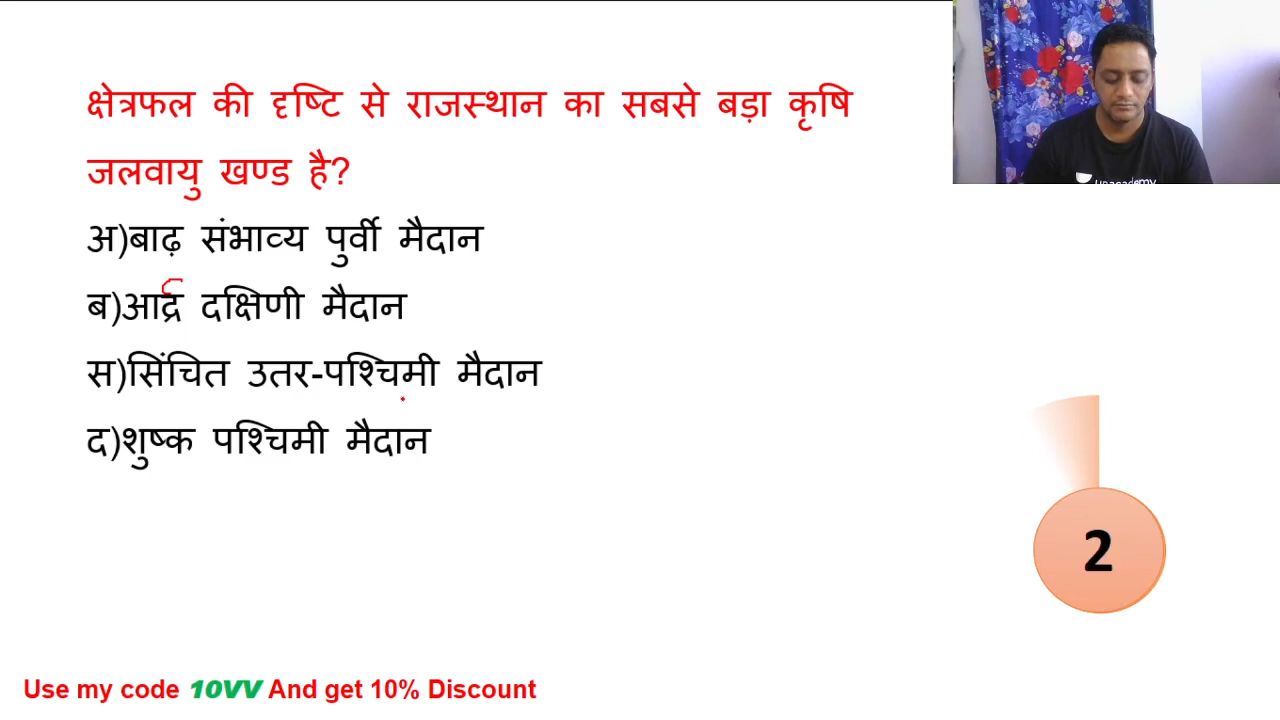 क्षेत्रफल की दृष्टि से राजस्थान का सबसे बड़ा कृषि
जलवायु खण्ड है?
अ)बाढ़ संभाव्य पुर्वी मैदान
ब)आर्द्र दक्षिणी मैदान
स)सिंचित उतर-पश्चिमी मैदान
द)शुष्क पश्चिमी मैदान
unacademy
2
Use my code 10VV And get 10% Discount